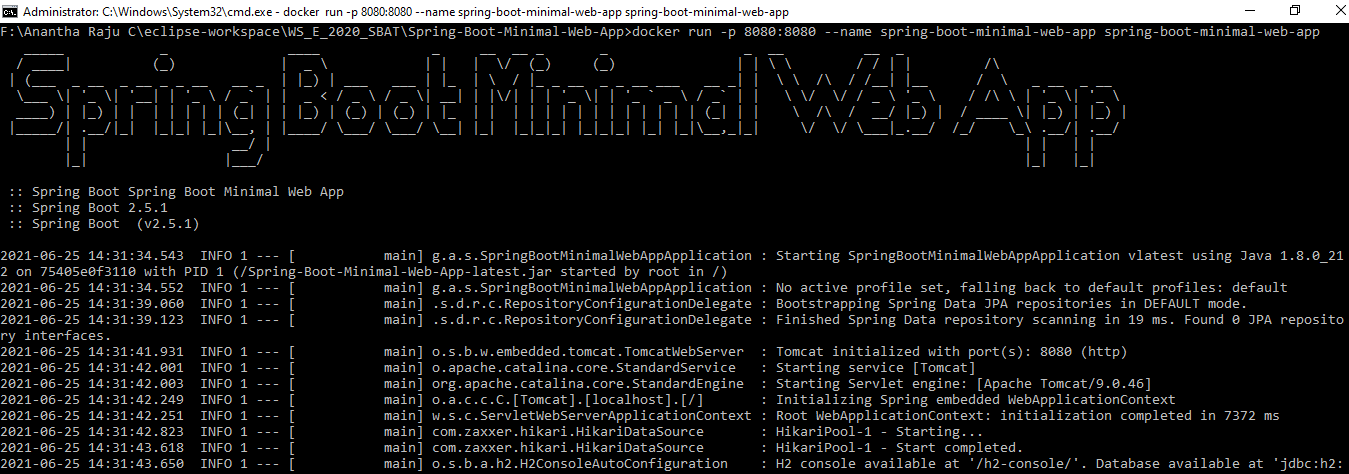 Administrator: C:\Windows\System32\cmd.exe - docker run -p 8080:8080 --name spring-boot-minimal-web-app spring-boot-minimal-web-app
F:\Anantha Raju C\eclipse-workspace\WS_E_2020_SBAT\Spring-Boot-Minimal-Web-App>docker run -p 8080:8080 --name spring-boot-minimal-web-app spring-boot-minimal-web-app
Spring Boot Minimal Web App
:: Spring Boot Spring Boot Minimal Web App
:: Spring Boot 2.5.1
:: Spring Boot  (v2.5.1)
2021-06-25 14:31:34.543  INFO 1 --- [           main] g.a.s.SpringBootMinimalWebAppApplication : Starting SpringBootMinimalWebAppApplication vlatest using Java 1.8.0_21
2 on 75405e0f3110 with PID 1 (/Spring-Boot-Minimal-Web-App-latest.jar started by root in /)
2021-06-25 14:31:34.552  INFO 1 --- [           main] g.a.s.SpringBootMinimalWebAppApplication : No active profile set, falling back to default profiles: default
2021-06-25 14:31:39.060  INFO 1 --- [           main] .s.d.r.c.RepositoryConfigurationDelegate : Bootstrapping Spring Data JPA repositories in DEFAULT mode.
2021-06-25 14:31:39.123  INFO 1 --- [           main] .s.d.r.c.RepositoryConfigurationDelegate : Finished Spring Data repository scanning in 19 ms. Found 0 JPA reposito
ry interfaces.
2021-06-25 14:31:41.931  INFO 1 --- [           main] o.s.b.w.embedded.tomcat.TomcatWebServer  : Tomcat initialized with port(s): 8080 (http)
2021-06-25 14:31:42.001  INFO 1 --- [           main] o.apache.catalina.core.StandardService   : Starting service [Tomcat]
2021-06-25 14:31:42.003  INFO 1 --- [           main] org.apache.catalina.core.StandardEngine  : Starting Servlet engine: [Apache Tomcat/9.0.46]
2021-06-25 14:31:42.249  INFO 1 --- [           main] o.a.c.c.C.[Tomcat].[localhost].[/]       : Initializing Spring embedded WebApplicationContext
2021-06-25 14:31:42.251  INFO 1 --- [           main] w.s.c.ServletWebServerApplicationContext : Root WebApplicationContext: initialization completed in 7372 ms
2021-06-25 14:31:42.823  INFO 1 --- [           main] com.zaxxer.hikari.HikariDataSource       : HikariPool-1 - Starting...
2021-06-25 14:31:43.618  INFO 1 --- [           main] com.zaxxer.hikari.HikariDataSource       : HikariPool-1 - Start completed.
2021-06-25 14:31:43.650  INFO 1 --- [           main] o.s.b.a.h2.H2ConsoleAutoConfiguration    : H2 console available at '/h2-console/'. Database available at 'jdbc:h2: